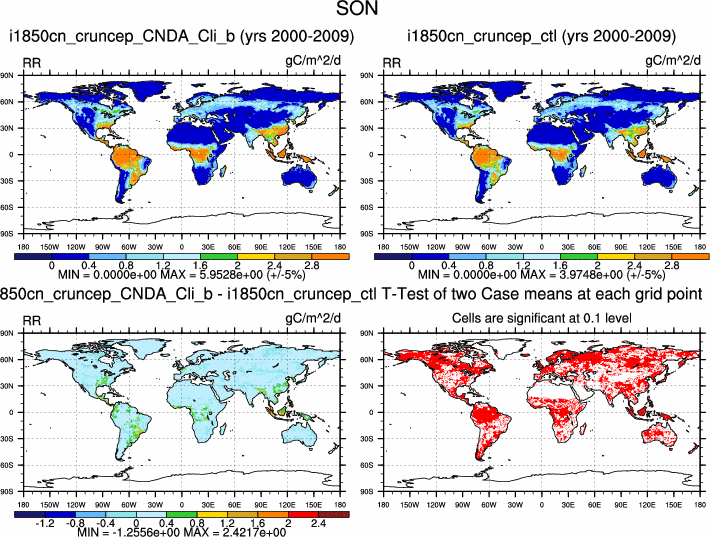 SON
i1850cn_cruncep_CNDA_Cli_b (yrs 2000-2009)
i1850cn_cruncep_ctl (yrs 2000-2009)
RR gC/m^2/d
RR gC/m^2/d
90N
60N
30N
0
30S
60S
90S
180 150W 120W 90W 60W 30W 0 30E 60E 90E 120E 150E 180
0 0.4 0.8 1.2 1.6 2 2.4 2.8
MIN = 0.0000e+00 MAX = 5.9528e+00 (+/-5%)
90N
60N
30N
0
30S
60S
90S
180 150W 120W 90W 60W 30W 0 30E 60E 90E 120E 150E 180
0 0.4 0.8 1.2 1.6 2 2.4 2.8
MIN = 0.0000e+00 MAX = 3.9748e+00 (+/-5%)
850cn_cruncep_CNDA_Cli_b - i1850cn_cruncep_ctl
T-Test of two Case means at each grid point
RR gC/m^2/d
Cells are significant at 0.1 level
90N
60N
30N
0
30S
60S
90S
180 150W 120W 90W 60W 30W 0 30E 60E 90E 120E 150E 180
-1.2 -0.8 -0.4 0 0.4 0.8 1.2 1.6 2 2.4
MIN = -1.2556e+00 MAX = 2.4217e+00
90N
60N
30N
0
30S
60S
90S
180 150W 120W 90W 60W 30W 0 30E 60E 90E 120E 150E 180